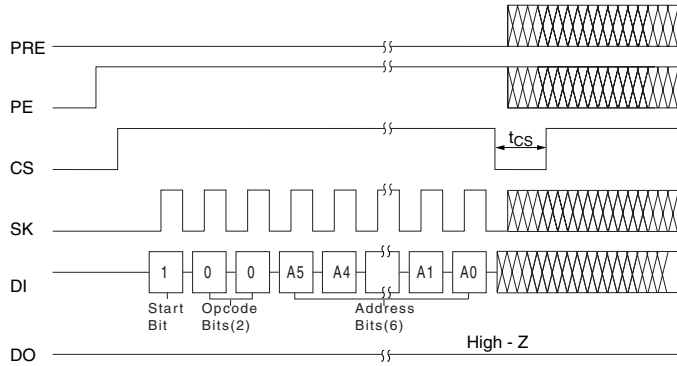 PRE
PE
tCS
CS
SK
1 0 0 A5 A4 A1 A0
DI
Start Opcode Address
Bit Bits(2) Bits(6)
High - Z
DO